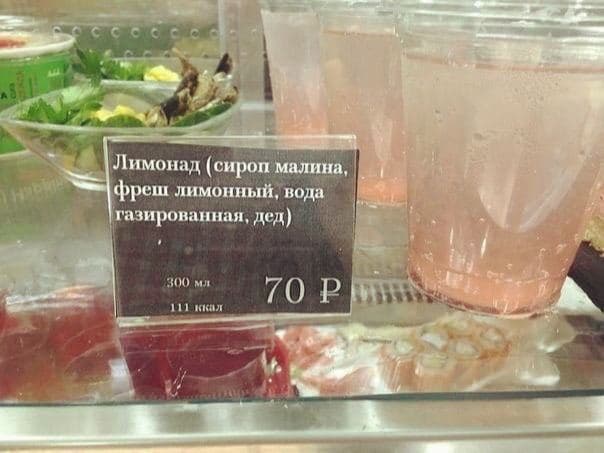 Лимонад (сироп малина,
фреш лимонный, вода
газированная, дед)
300 мл
70 ₽
111 ккал